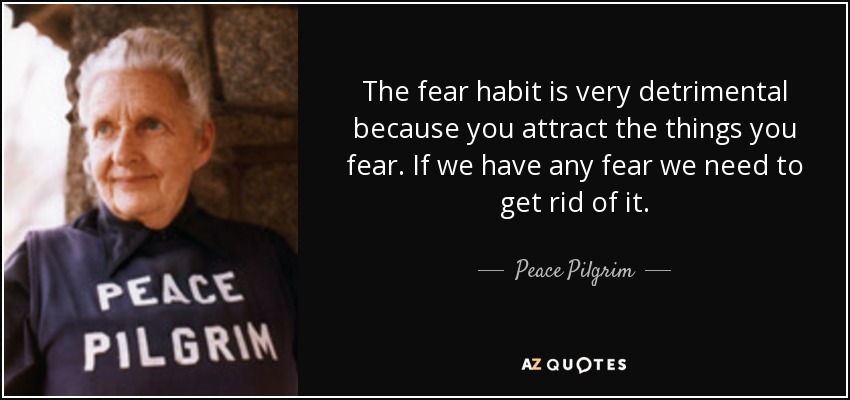 PEACE
PILGRIM
The fear habit is very detrimental
because you attract the things you
fear. If we have any fear we need to
get rid of it.
Peace Pilgrim
AZ QUOTES